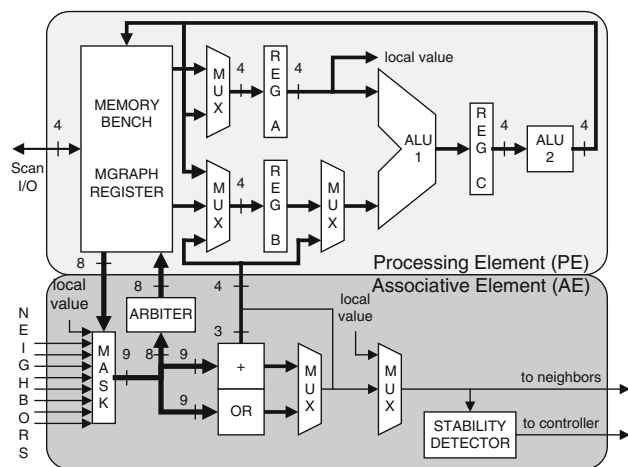 4
4
4
local value
MUX
REG A
MEMORY
BENCH
MGRAPH
REGISTER
4
Scan
I/O
ALU
1
REG C
4
ALU
2
4
MUX
4
REG B
MUX
8
Processing Element (PE)
Associative Element (AE)
local
value
8
4
local
value
ARBITER
3
NEIGHBORS
MASK
9
8
9
+
MUX
MUX
to neighbors
9
OR
STABILITY
DETECTOR
to controller